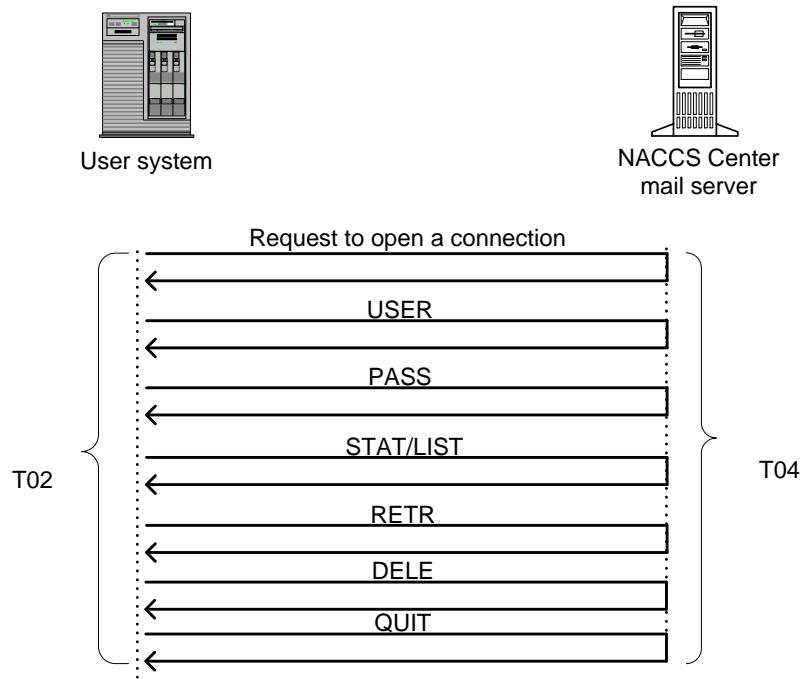 User system
NACCS Center
mail server
Request to open a connection
USER
PASS
STAT/LIST
T02
T04
RETR
DELE
QUIT